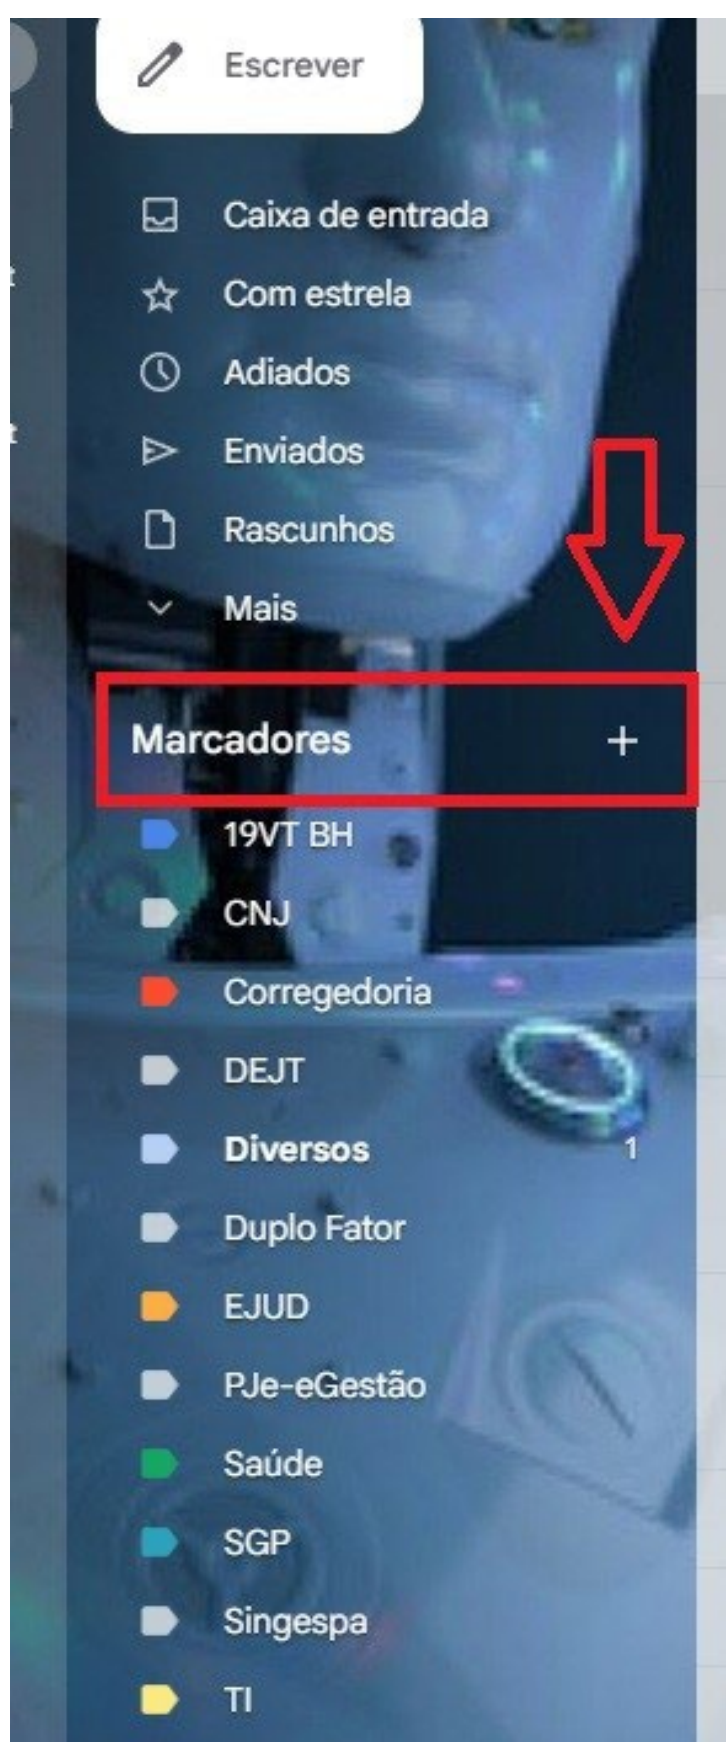 Escrever
Caixa de entrada
Com estrela
Adiados
Enviados
Rascunhos
Mais
Marcadores +
19VT BH
CNJ
Corregedoria
DEJT
Diversos 1
Duplo Fator
EJUD
PJe-eGestão
Saúde
SGP
Singespa
TI